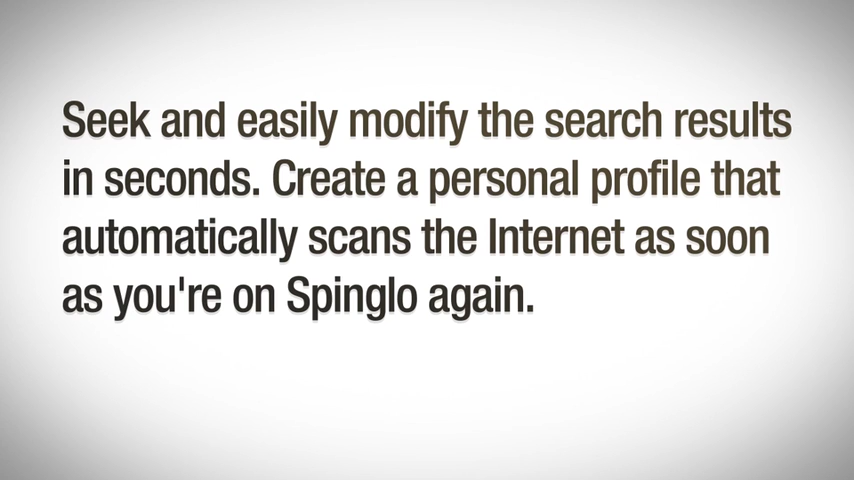 Seek and easily modify the search results
in seconds. Create a personal profile that
automatically scans the Internet as soon
as you're on Spinglo again.